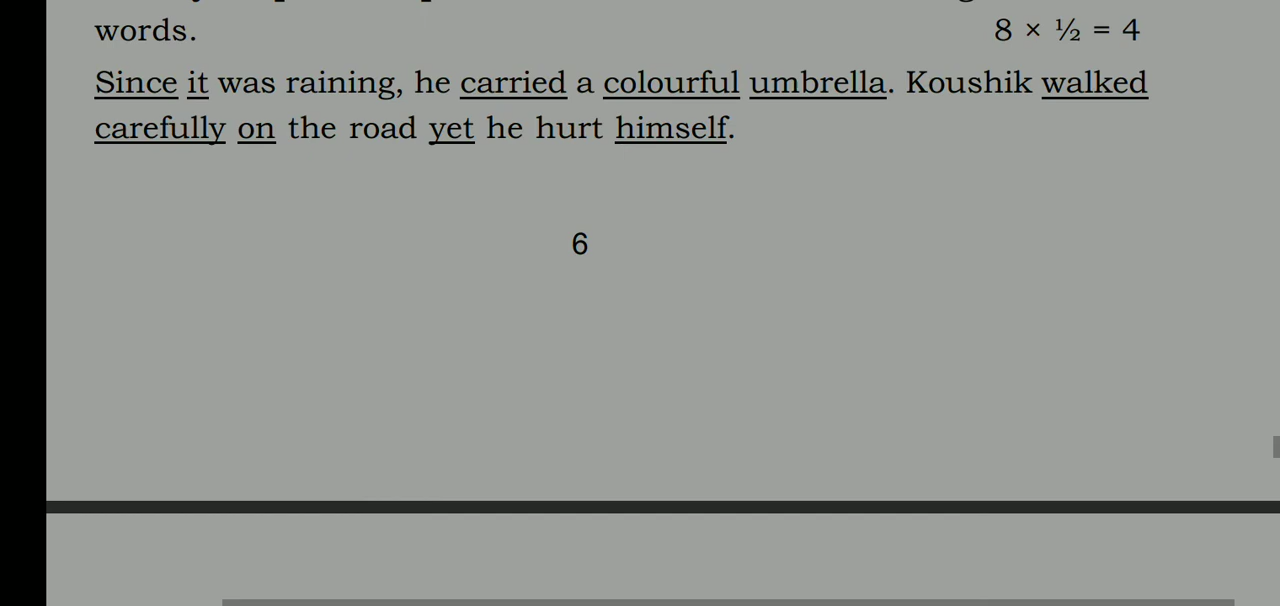 words. 8 × ½ = 4
Since it was raining, he carried a colourful umbrella. Koushik walked
carefully on the road yet he hurt himself.
6